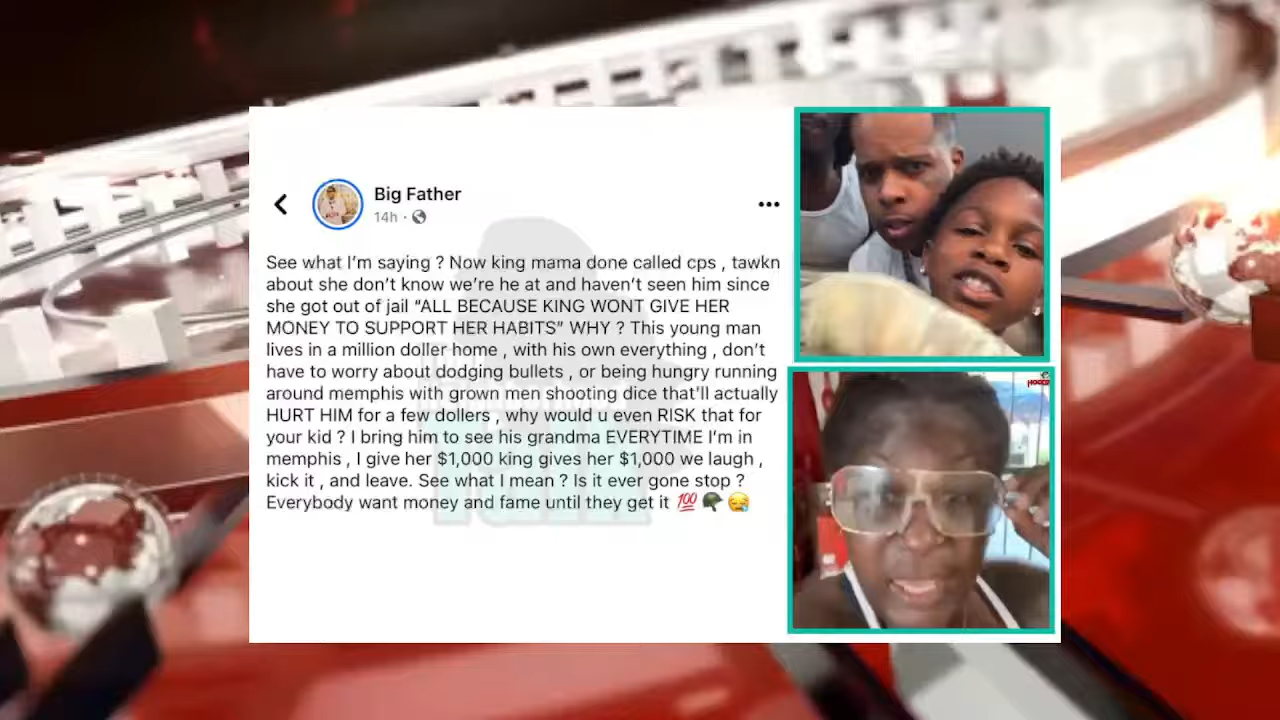 Big Father
14h ·
See what I'm saying ? Now king mama done called cps , tawkn
about she don't know we're he at and haven't seen him since
she got out of jail “ALL BECAUSE KING WONT GIVE HER
MONEY TO SUPPORT HER HABITS” WHY ? This young man
lives in a million doller home , with his own everything , don't
have to worry about dodging bullets , or being hungry running
around memphis with grown men shooting dice that'll actually
HURT HIM for a few dollers , why would u even RISK that for
your kid ? I bring him to see his grandma EVERYTIME I'm in
memphis , I give her $1,000 king gives her $1,000 we laugh ,
kick it , and leave. See what I mean ? Is it ever gone stop ?
Everybody want money and fame until they get it 💯 🪖 😪